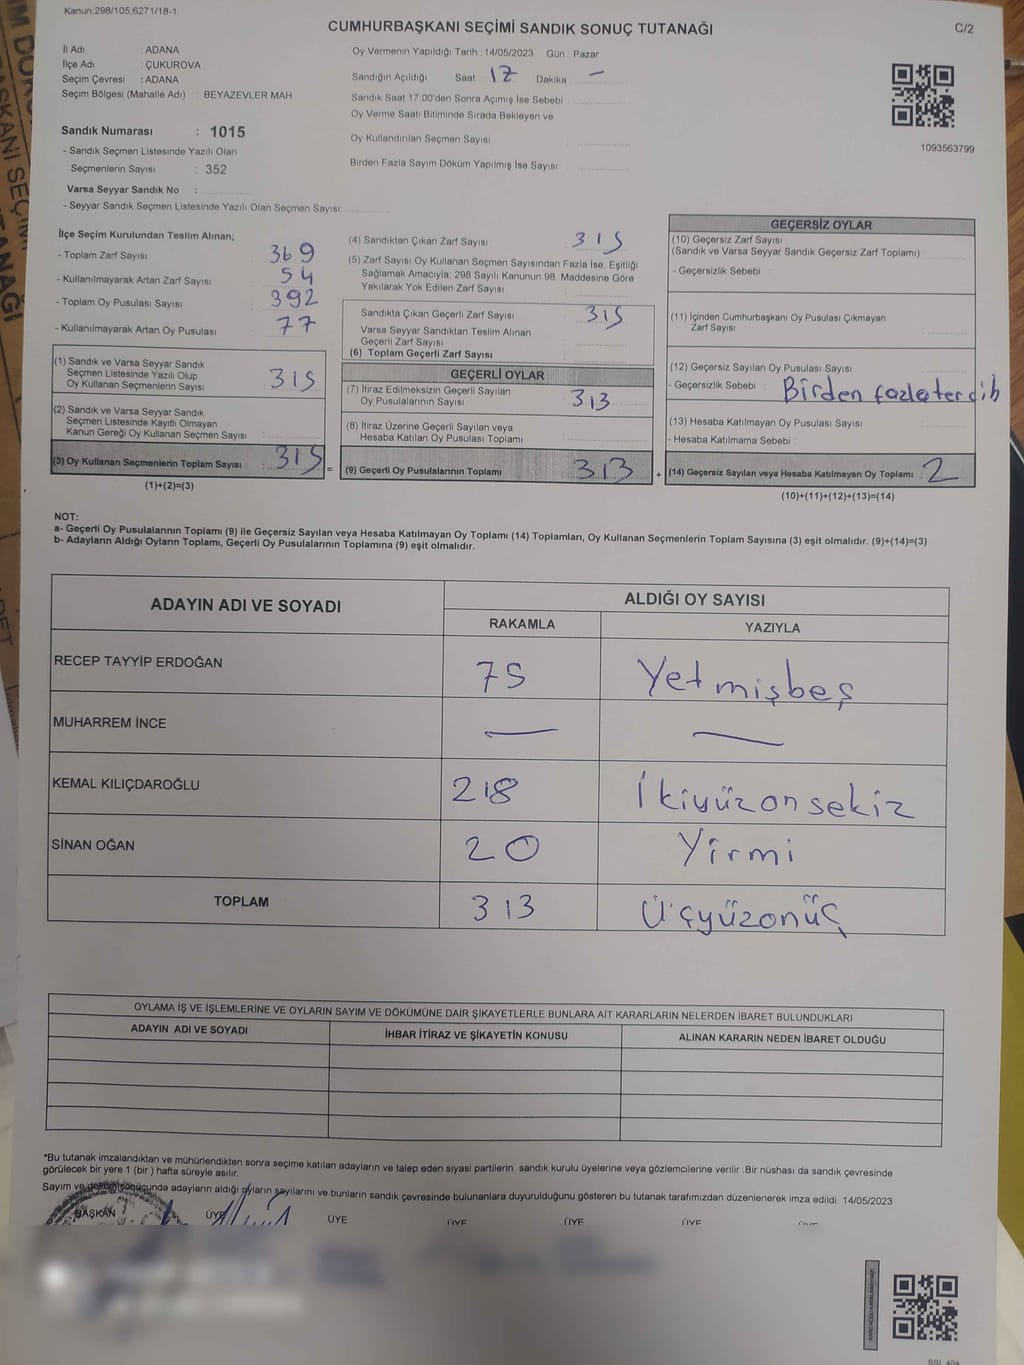 Kanun:298/105,6271/18-1
CUMHURBAŞKANI SEÇİMİ SANDIK SONUÇ TUTANAĞI
C/2
İl Adı : ADANA
İlçe Adı : ÇUKUROVA
Seçim Çevresi : ADANA
Seçim Bölgesi (Mahalle Adı) : BEYAZEVLER MAH
Sandık Numarası : 1015
- Sandık Seçmen Listesinde Yazılı Olan
Seçmenlerin Sayısı : 352
Varsa Seyyar Sandık No :
- Seyyar Sandık Seçmen Listesinde Yazılı Olan Seçmen Sayısı:
Oy Vermenin Yapıldığı Tarih : 14/05/2023 Gün : Pazar
Sandığın Açıldığı Saat : 17 Dakika : —
Sandık Saat 17:00'den Sonra Açımış İse Sebebi :
Oy Verme Saati Bitiminde Sırada Bekleyen ve
Oy Kullandırılan Seçmen Sayısı :
Birden Fazla Sayım Döküm Yapılmış İse Sayısı :
1093563799
İlçe Seçim Kurulundan Teslim Alınan;
- Toplam Zarf Sayısı : 369
- Kullanılmayarak Artan Zarf Sayısı : 54
- Toplam Oy Pusulası Sayısı : 392
- Kullanılmayarak Artan Oy Pusulası : 77
(1) Sandık ve Varsa Seyyar Sandık
Seçmen Listesinde Yazılı Olup
Oy Kullanan Seçmenlerin Sayısı : 315
(2) Sandık ve Varsa Seyyar Sandık
Seçmen Listesinde Kayıtlı Olmayan
Kanun Gereği Oy Kullanan Seçmen Sayısı :
(3) Oy Kullanan Seçmenlerin Toplam Sayısı : 315 =
(1)+(2)=(3)
(4) Sandıktan Çıkan Zarf Sayısı : 315
(5) Zarf Sayısı Oy Kullanan Seçmen Sayısından Fazla İse, Eşitliği
Sağlamak Amacıyla, 298 Sayılı Kanunun 98. Maddesine Göre
Yakılarak Yok Edilen Zarf Sayısı :
Sandıkta Çıkan Geçerli Zarf Sayısı : 315
Varsa Seyyar Sandıktan Teslim Alınan
Geçerli Zarf Sayısı :
(6) Toplam Geçerli Zarf Sayısı :
GEÇERLİ OYLAR
(7) İtiraz Edilmeksizin Geçerli Sayılan
Oy Pusulalarının Sayısı : 313
(8) İtiraz Üzerine Geçerli Sayılan veya
Hesaba Katılan Oy Pusulası Toplamı :
(9) Geçerli Oy Pusulalarının Toplamı : 313 +
GEÇERSİZ OYLAR
(10) Geçersiz Zarf Sayısı
(Sandık ve Varsa Seyyar Sandık Geçersiz Zarf Toplamı) :
- Geçersizlik Sebebi :
(11) İçinden Cumhurbaşkanı Oy Pusulası Çıkmayan
Zarf Sayısı :
(12) Geçersiz Sayılan Oy Pusulası Sayısı :
- Geçersizlik Sebebi : Birden fazla tercih
(13) Hesaba Katılmayan Oy Pusulası Sayısı :
- Hesaba Katılmama Sebebi :
(14) Geçersiz Sayılan veya Hesaba Katılmayan Oy Toplamı : 2
(10)+(11)+(12)+(13)=(14)
NOT:
a- Geçerli Oy Pusulalarının Toplamı (9) ile Geçersiz Sayılan veya Hesaba Katılmayan Oy Toplamı (14) Toplamları, Oy Kullanan Seçmenlerin Toplam Sayısına (3) eşit olmalıdır. (9)+(14)=(3)
b- Adayların Aldığı Oyların Toplamı, Geçerli Oy Pusulalarının Toplamına (9) eşit olmalıdır.
ADAYIN ADI VE SOYADI
ALDIĞI OY SAYISI
RAKAMLA YAZIYLA
RECEP TAYYİP ERDOĞAN 75 Yetmişbeş
MUHARREM İNCE — —
KEMAL KILIÇDAROĞLU 218 İkiyüzonsekiz
SİNAN OĞAN 20 Yirmi
TOPLAM 313 Üçyüzonüç
OYLAMA İŞ VE İŞLEMLERİNE VE OYLARIN SAYIM VE DÖKÜMÜNE DAİR ŞİKAYETLERLE BUNLARA AİT KARARLARIN NELERDEN İBARET BULUNDUKLARI
ADAYIN ADI VE SOYADI İHBAR İTİRAZ VE ŞİKAYETİN KONUSU ALINAN KARARIN NEDEN İBARET OLDUĞU
*Bu tutanak imzalandıktan ve mühürlendikten sonra seçime katılan adayların ve talep eden siyasi partilerin sandık kurulu üyelerine veya gözlemcilerine verilir. Bir nüshası da sandık çevresinde
görülecek bir yere 1 (bir) hafta süreyle asılır.
Sayım ve döküm sonucunda adayların aldığı oyların sayılarını ve bunların sandık çevresinde bulunanlara duyurulduğunu gösteren bu tutanak tarafımızdan düzenlenerek imza edildi. 14/05/2023
BAŞKAN ÜYE ÜYE ÜYE ÜYE ÜYE